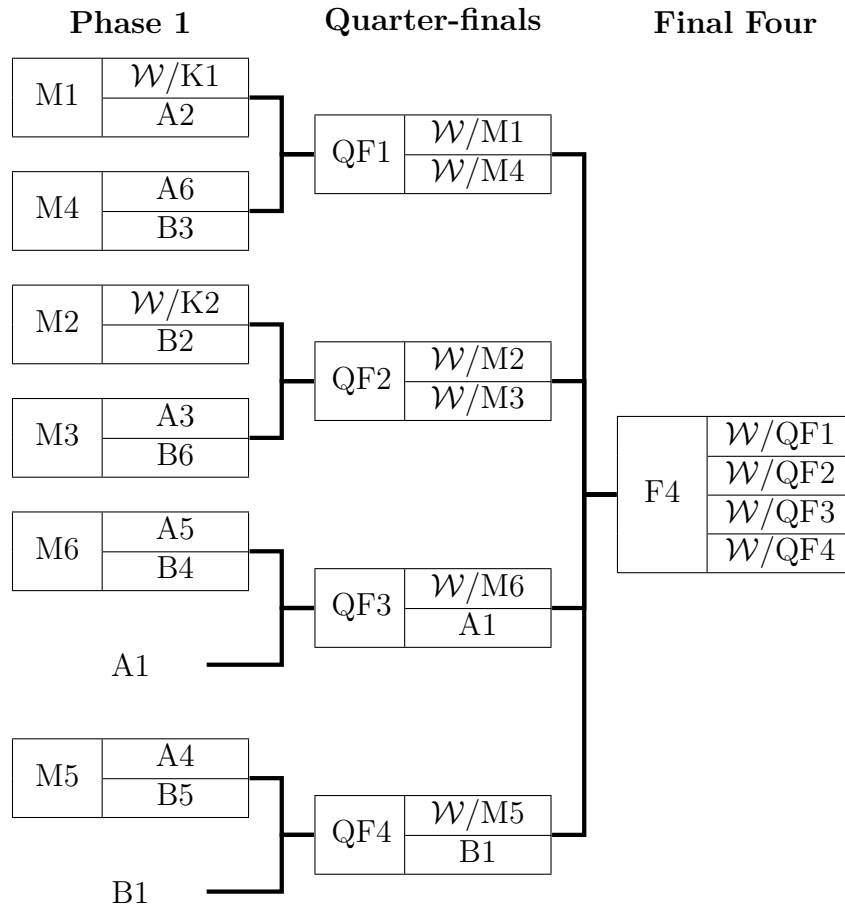 Phase 1
Quarter-finals
Final Four
M1
𝒲/K1
A2
M4
A6
B3
QF1
𝒲/M1
𝒲/M4
M2
𝒲/K2
B2
M3
A3
B6
QF2
𝒲/M2
𝒲/M3
M6
A5
B4
A1
QF3
𝒲/M6
A1
M5
A4
B5
B1
QF4
𝒲/M5
B1
F4
𝒲/QF1
𝒲/QF2
𝒲/QF3
𝒲/QF4